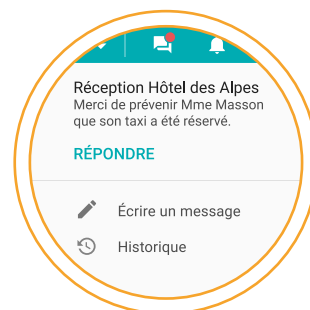 Réception Hôtel des Alpes
Merci de prévenir Mme Masson
que son taxi a été réservé.
RÉPONDRE
Écrire un message
Historique